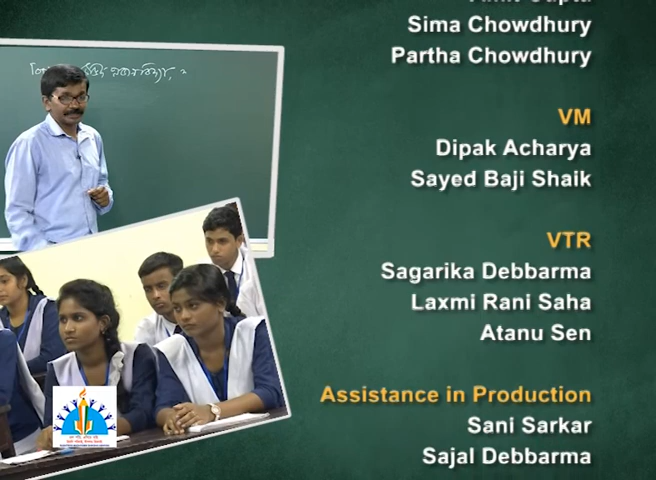 Sima Chowdhury
Partha Chowdhury
VM
Dipak Acharya
Sayed Baji Shaik
VTR
Sagarika Debbarma
Laxmi Rani Saha
Atanu Sen
Assistance in Production
Sani Sarkar
Sajal Debbarma